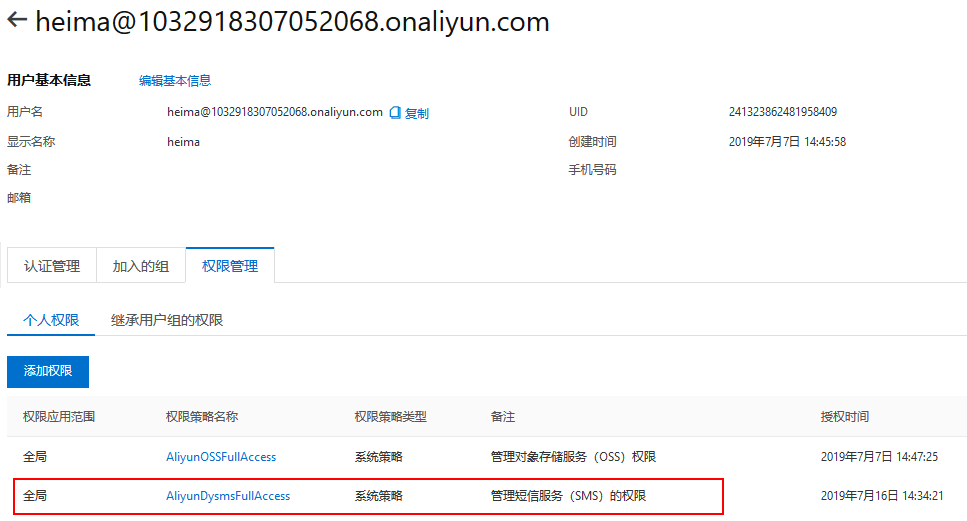 heima@1032918307052068.onaliyun.com
用户基本信息 编辑基本信息
用户名 heima@1032918307052068.onaliyun.com 复制 UID 241323862481958409
显示名称 heima 创建时间 2019年7月7日 14:45:58
备注 手机号码
邮箱
认证管理 加入的组 权限管理
个人权限 继承用户组的权限
添加权限
权限应用范围 权限策略名称 权限策略类型 备注 授权时间
全局 AliyunOSSFullAccess 系统策略 管理对象存储服务（OSS）权限 2019年7月7日 14:47:25
全局 AliyunDysmsFullAccess 系统策略 管理短信服务（SMS）的权限 2019年7月16日 14:34:21